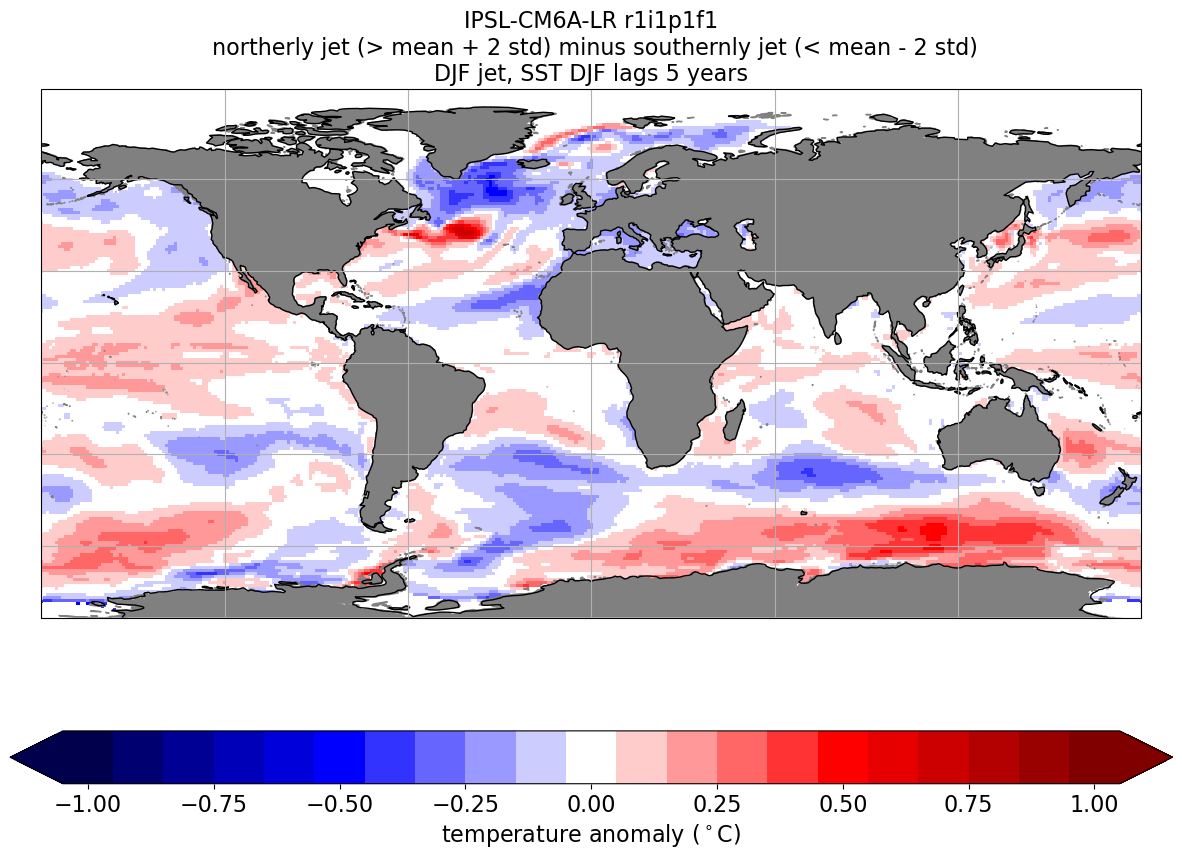 IPSL-CM6A-LR r1i1p1f1
northerly jet (> mean + 2 std) minus southernly jet (< mean - 2 std)
DJF jet, SST DJF lags 5 years
−1.00 −0.75 −0.50 −0.25 0.00 0.25 0.50 0.75 1.00
temperature anomaly (°C)